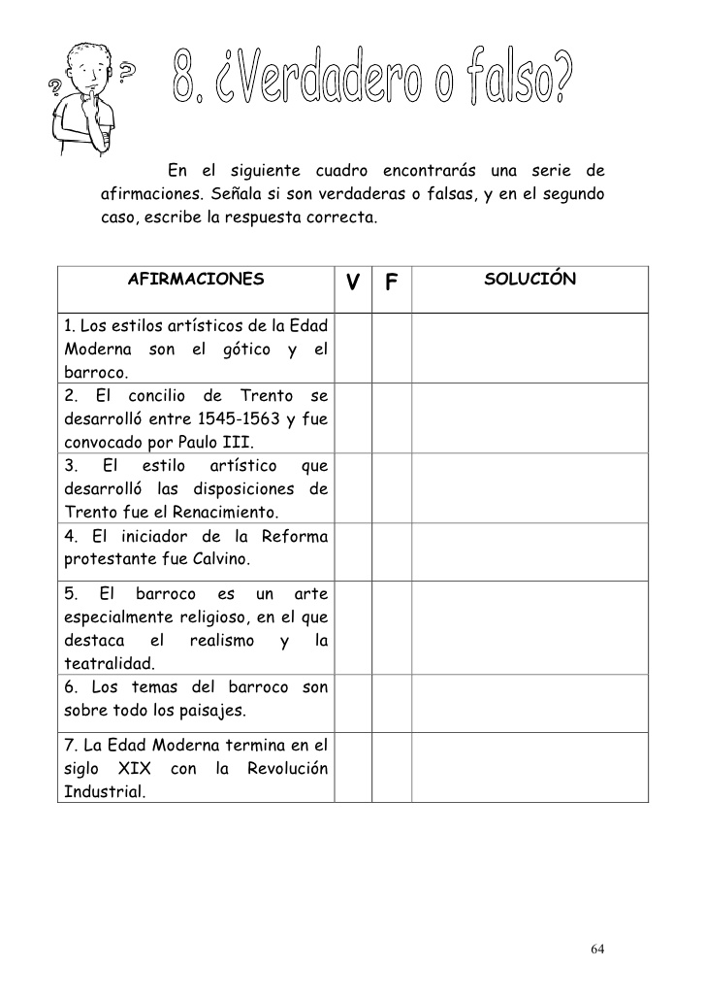 8. ¿Verdadero o falso?
? ?
En el siguiente cuadro encontrarás una serie de
afirmaciones. Señala si son verdaderas o falsas, y en el segundo
caso, escribe la respuesta correcta.
AFIRMACIONES V F SOLUCIÓN
1. Los estilos artísticos de la Edad
Moderna son el gótico y el
barroco.
2. El concilio de Trento se
desarrolló entre 1545-1563 y fue
convocado por Paulo III.
3. El estilo artístico que
desarrolló las disposiciones de
Trento fue el Renacimiento.
4. El iniciador de la Reforma
protestante fue Calvino.
5. El barroco es un arte
especialmente religioso, en el que
destaca el realismo y la
teatralidad.
6. Los temas del barroco son
sobre todo los paisajes.
7. La Edad Moderna termina en el
siglo XIX con la Revolución
Industrial.
64